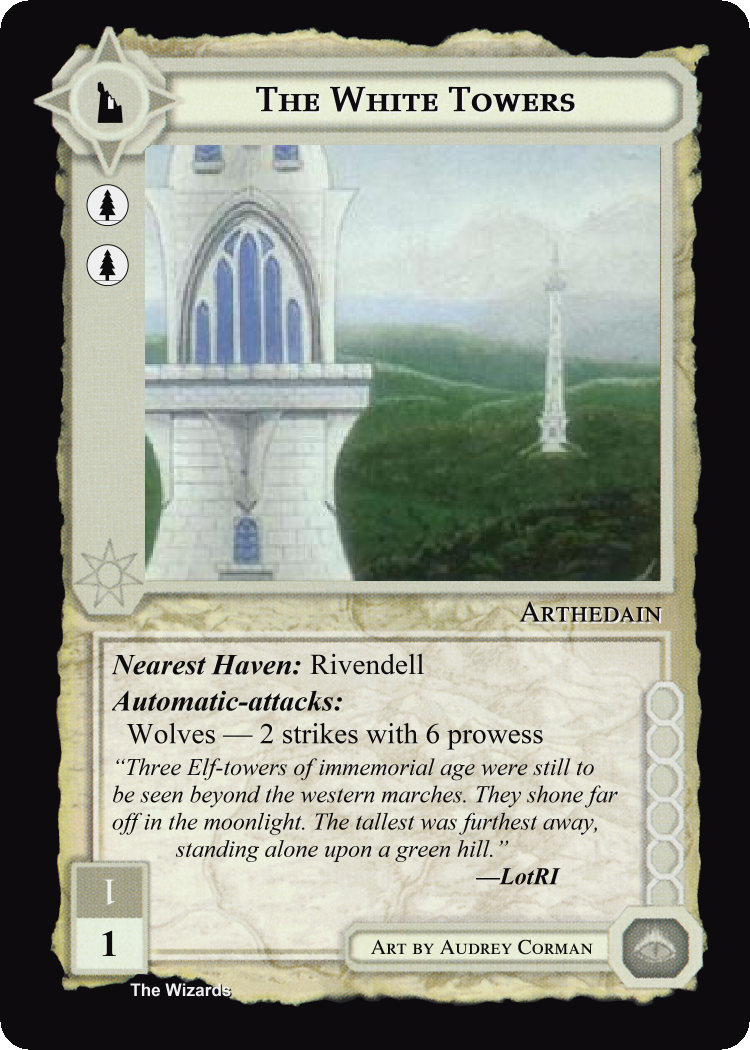 The White Towers
Arthedain
Nearest Haven: Rivendell
Automatic-attacks:
Wolves — 2 strikes with 6 prowess
“Three Elf-towers of immemorial age were still to
be seen beyond the western marches. They shone far
off in the moonlight. The tallest was furthest away,
standing alone upon a green hill.”
—LotRI
1
1
Art by Audrey Corman
The Wizards